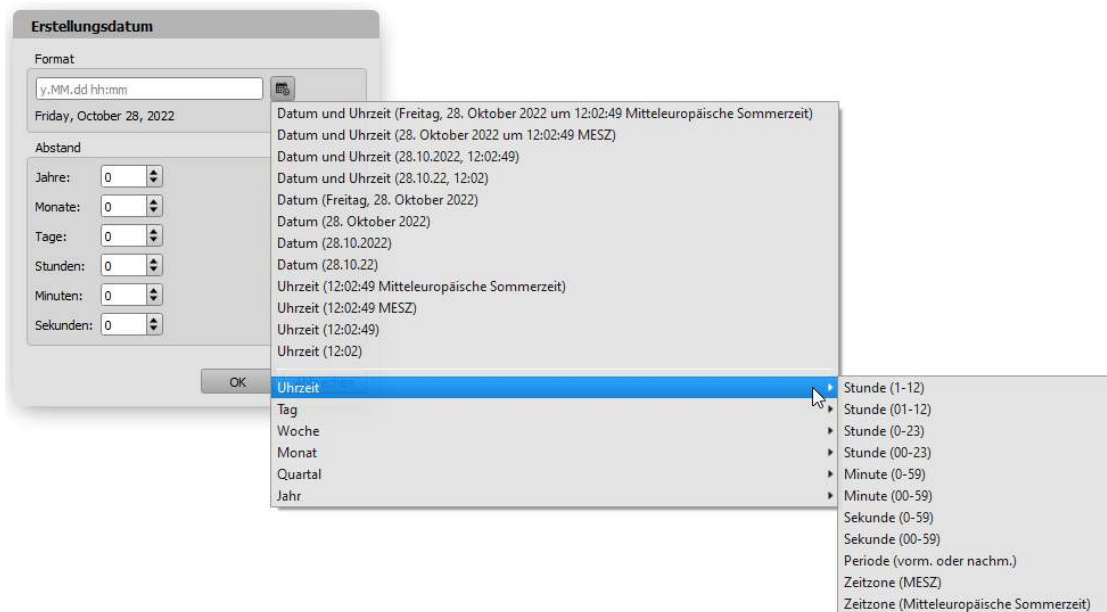 Erstellungsdatum
Format
y.MM.dd hh:mm
Friday, October 28, 2022
Abstand
Jahre: 0
Monate: 0
Tage: 0
Stunden: 0
Minuten: 0
Sekunden: 0
OK
Datum und Uhrzeit (Freitag, 28. Oktober 2022 um 12:02:49 Mitteleuropäische Sommerzeit)
Datum und Uhrzeit (28. Oktober 2022 um 12:02:49 MESZ)
Datum und Uhrzeit (28.10.2022, 12:02:49)
Datum und Uhrzeit (28.10.22, 12:02)
Datum (Freitag, 28. Oktober 2022)
Datum (28. Oktober 2022)
Datum (28.10.2022)
Datum (28.10.22)
Uhrzeit (12:02:49 Mitteleuropäische Sommerzeit)
Uhrzeit (12:02:49 MESZ)
Uhrzeit (12:02:49)
Uhrzeit (12:02)
Uhrzeit
Tag
Woche
Monat
Quartal
Jahr
Stunde (1-12)
Stunde (01-12)
Stunde (0-23)
Stunde (00-23)
Minute (0-59)
Minute (00-59)
Sekunde (0-59)
Sekunde (00-59)
Periode (vorm. oder nachm.)
Zeitzone (MESZ)
Zeitzone (Mitteleuropäische Sommerzeit)